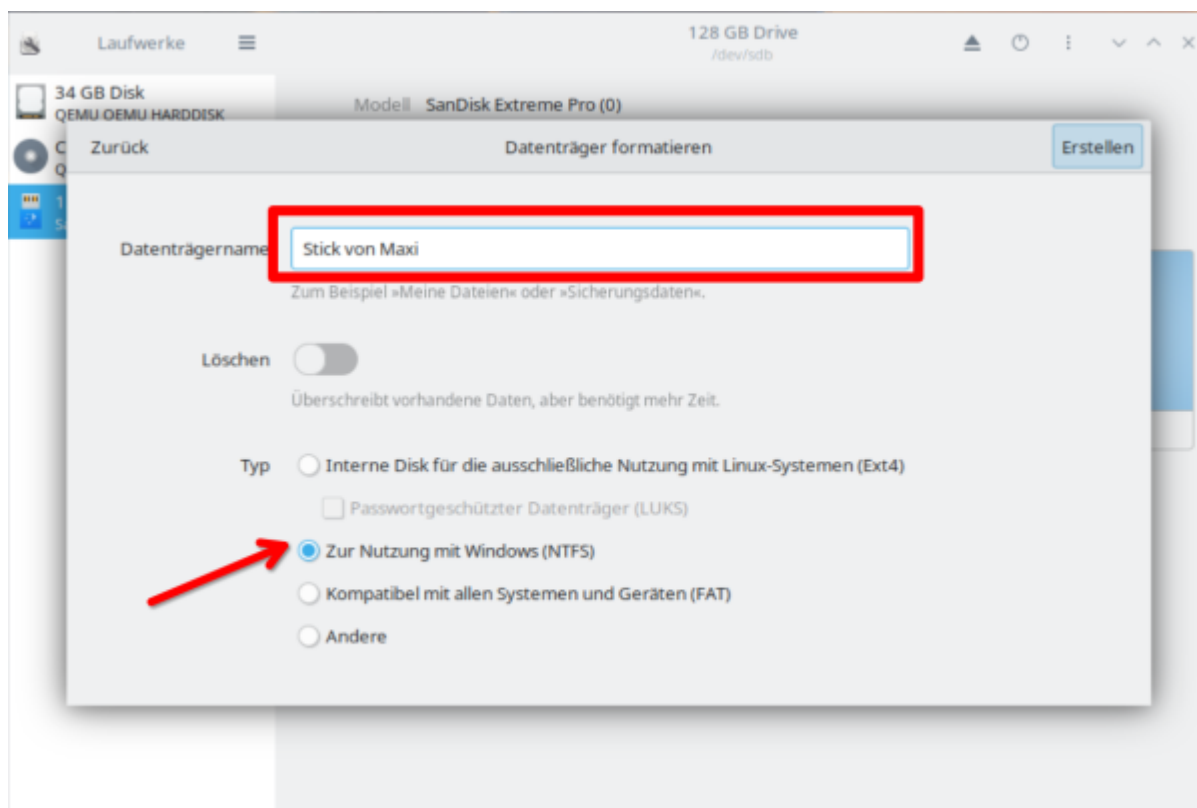 Laufwerke
128 GB Drive
/dev/sdb
34 GB Disk
QEMU QEMU HARDDISK
Modell SanDisk Extreme Pro (0)
Zurück
Datenträger formatieren
Erstellen
Datenträgername
Stick von Maxi
Zum Beispiel »Meine Dateien« oder »Sicherungsdaten«.
Löschen
Überschreibt vorhandene Daten, aber benötigt mehr Zeit.
Typ
Interne Disk für die ausschließliche Nutzung mit Linux-Systemen (Ext4)
Passwortgeschützter Datenträger (LUKS)
Zur Nutzung mit Windows (NTFS)
Kompatibel mit allen Systemen und Geräten (FAT)
Andere